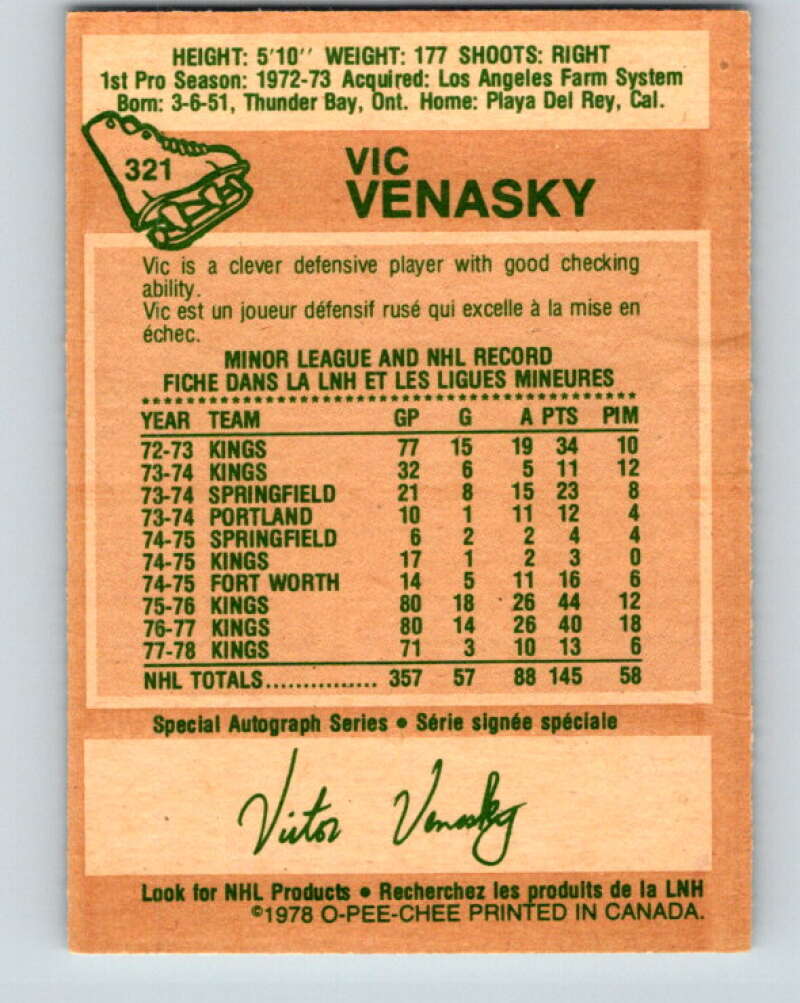 HEIGHT: 5'10'' WEIGHT: 177 SHOOTS: RIGHT
1st Pro Season: 1972-73 Acquired: Los Angeles Farm System
Born: 3-6-51, Thunder Bay, Ont. Home: Playa Del Rey, Cal.
321
VIC
VENASKY
Vic is a clever defensive player with good checking
ability.
Vic est un joueur défensif rusé qui excelle à la mise en
échec.
MINOR LEAGUE AND NHL RECORD
FICHE DANS LA LNH ET LES LIGUES MINEURES
YEAR TEAM GP G A PTS PIM
72-73 KINGS 77 15 19 34 10
73-74 KINGS 32 6 5 11 12
73-74 SPRINGFIELD 21 8 15 23 8
73-74 PORTLAND 10 1 11 12 4
74-75 SPRINGFIELD 6 2 2 4 4
74-75 KINGS 17 1 2 3 0
74-75 FORT WORTH 14 5 11 16 6
75-76 KINGS 80 18 26 44 12
76-77 KINGS 80 14 26 40 18
77-78 KINGS 71 3 10 13 6
NHL TOTALS............... 357 57 88 145 58
Special Autograph Series • Série signée spéciale
Victor Venasky
Look for NHL Products • Recherchez les produits de la LNH
©1978 O-PEE-CHEE PRINTED IN CANADA.